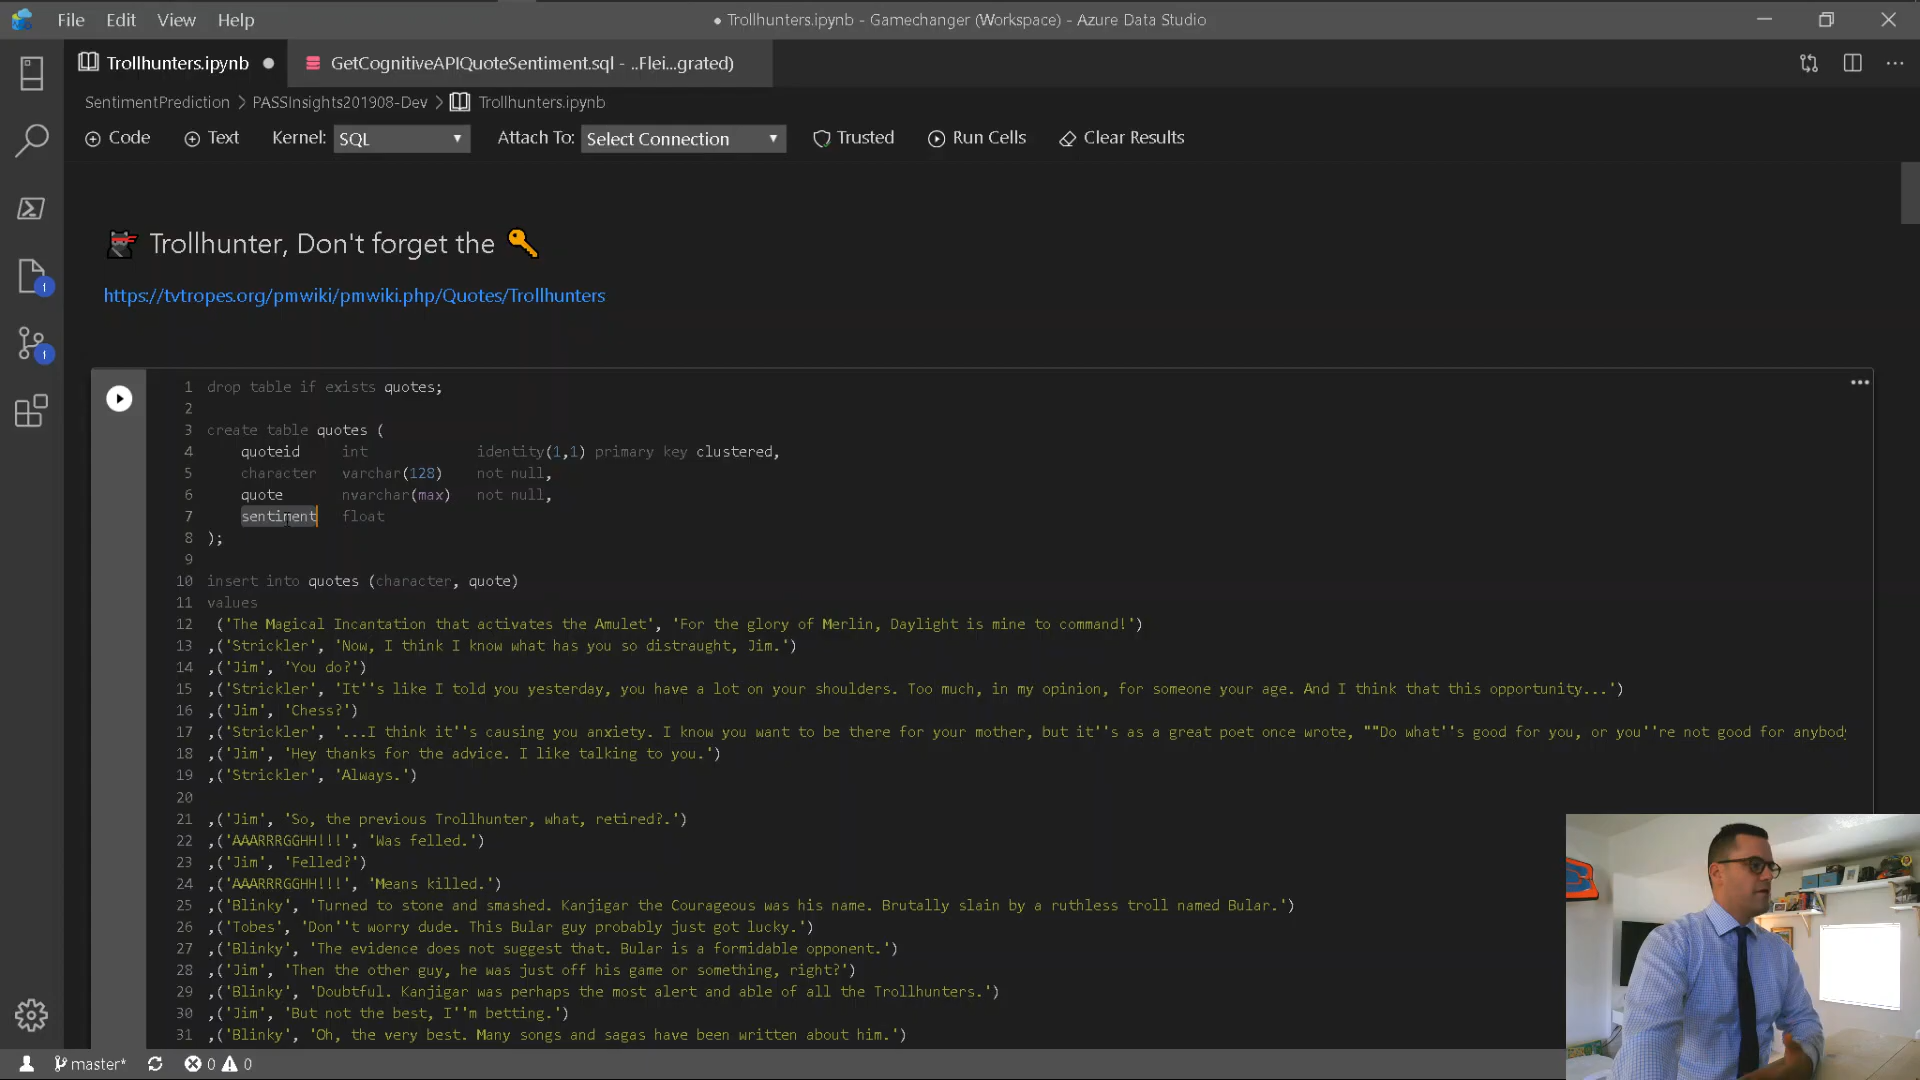 File Edit View Help
● Trollhunters.ipynb - Gamechanger (Workspace) - Azure Data Studio
Trollhunters.ipynb ●
GetCognitiveAPIQuoteSentiment.sql - ..Flei...grated)
SentimentPrediction > PASSInsights201908-Dev > Trollhunters.ipynb
Code Text Kernel: SQL Attach To: Select Connection Trusted Run Cells Clear Results
Trollhunter, Don't forget the
https://tvtropes.org/pmwiki/pmwiki.php/Quotes/Trollhunters
1 drop table if exists quotes;
2
3 create table quotes (
4 quoteid int identity(1,1) primary key clustered,
5 character varchar(128) not null,
6 quote nvarchar(max) not null,
7 sentiment float
8 );
9
10 insert into quotes (character, quote)
11 values
12 ('The Magical Incantation that activates the Amulet', 'For the glory of Merlin, Daylight is mine to command!')
13 ,('Strickler', 'Now, I think I know what has you so distraught, Jim.')
14 ,('Jim', 'You do?')
15 ,('Strickler', 'It''s like I told you yesterday, you have a lot on your shoulders. Too much, in my opinion, for someone your age. And I think that this opportunity...')
16 ,('Jim', 'Chess?')
17 ,('Strickler', '...I think it''s causing you anxiety. I know you want to be there for your mother, but it''s as a great poet once wrote, ""Do what''s good for you, or you''re not good for anybody
18 ,('Jim', 'Hey thanks for the advice. I like talking to you.')
19 ,('Strickler', 'Always.')
20
21 ,('Jim', 'So, the previous Trollhunter, what, retired?.')
22 ,('AAARRRGGHH!!!', 'Was felled.')
23 ,('Jim', 'Felled?')
24 ,('AAARRRGGHH!!!', 'Means killed.')
25 ,('Blinky', 'Turned to stone and smashed. Kanjigar the Courageous was his name. Brutally slain by a ruthless troll named Bular.')
26 ,('Tobes', 'Don''t worry dude. This Bular guy probably just got lucky.')
27 ,('Blinky', 'The evidence does not suggest that. Bular is a formidable opponent.')
28 ,('Jim', 'Then the other guy, he was just off his game or something, right?')
29 ,('Blinky', 'Doubtful. Kanjigar was perhaps the most alert and able of all the Trollhunters.')
30 ,('Jim', 'But not the best, I''m betting.')
31 ,('Blinky', 'Oh, the very best. Many songs and sagas have been written about him.')
1
1
master* 0 0